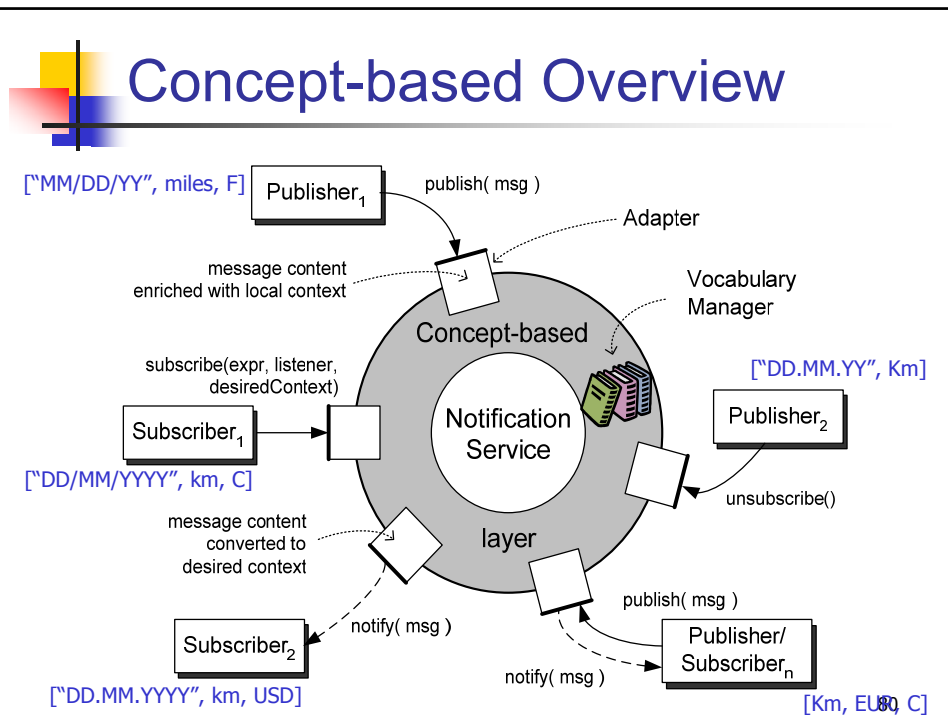 Concept-based Overview
["MM/DD/YY", miles, F]
Publisher1
publish( msg )
Adapter
message content
enriched with local context
Vocabulary
Manager
Concept-based
subscribe(expr, listener,
desiredContext)
["DD.MM.YY", Km]
Subscriber1
Notification
Service
Publisher2
["DD/MM/YYYY", km, C]
unsubscribe()
message content
converted to
desired context
layer
publish( msg )
notify( msg )
Subscriber2
Publisher/
Subscribern
notify( msg )
["DD.MM.YYYY", km, USD]
[Km, EUR, C]
80